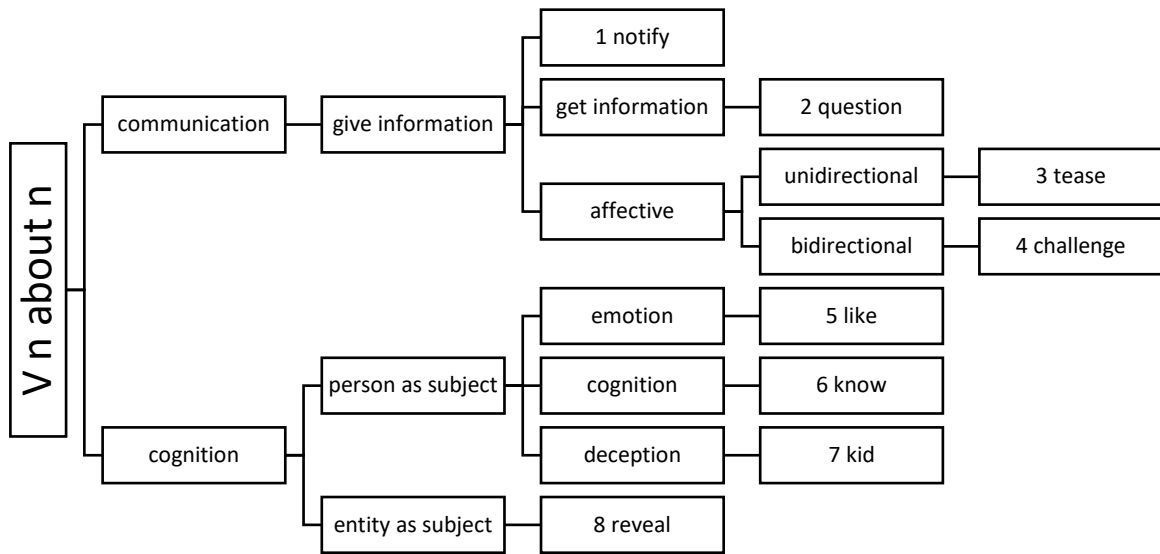 V n about n
communication
give information
1 notify
get information
2 question
affective
unidirectional
3 tease
bidirectional
4 challenge
cognition
person as subject
emotion
5 like
cognition
6 know
deception
7 kid
entity as subject
8 reveal